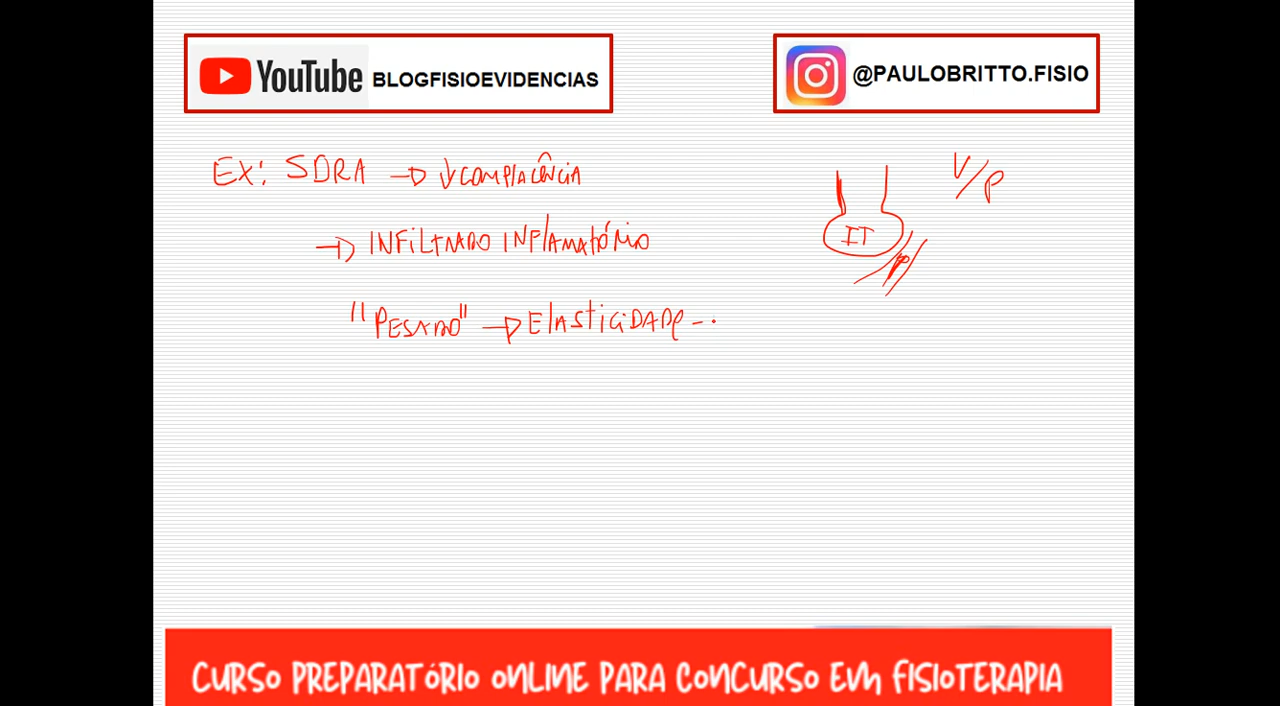 YouTube BLOGFISIOEVIDENCIAS
@PAULOBRITTO.FISIO
Ex: SDRA → ↓ COMPLACÊNCIA
→ INFILTRADO INFLAMATÓRIO
"PESADO" → ELASTICIDADE -.
V/P
IT
CURSO PREPARATÓRIO ONLINE PARA CONCURSO EM FISIOTERAPIA